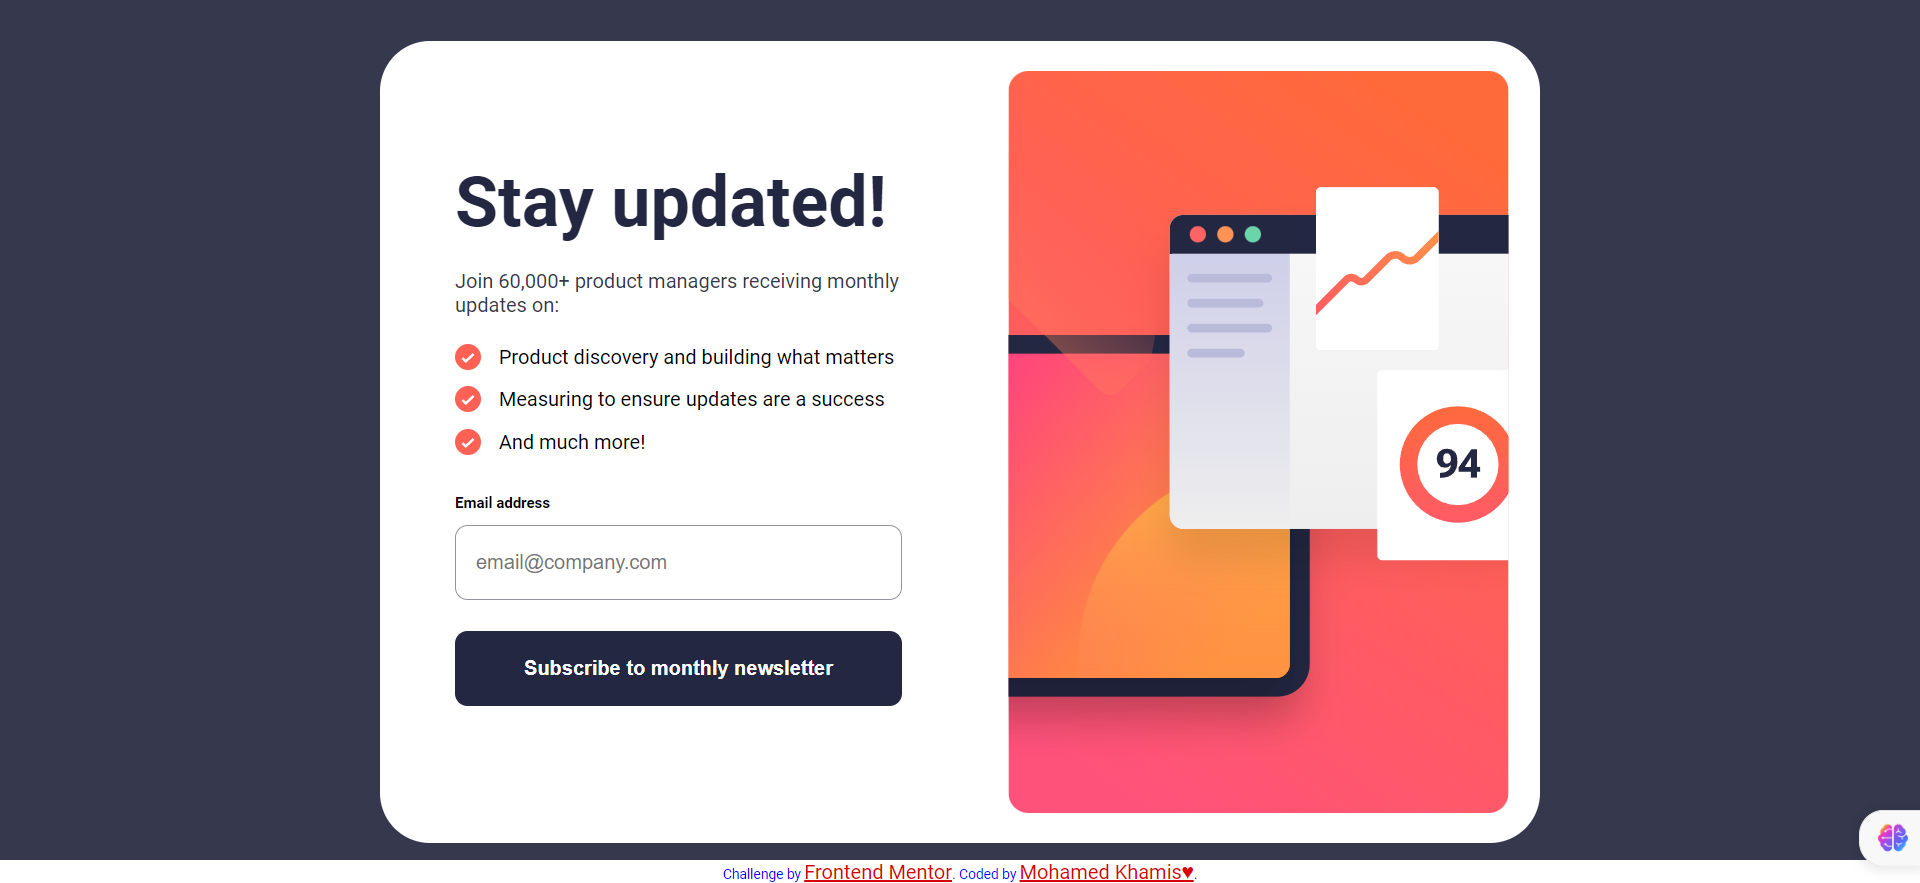 Stay updated!
Join 60,000+ product managers receiving monthly
updates on:
Product discovery and building what matters
Measuring to ensure updates are a success
And much more!
Email address
email@company.com
Subscribe to monthly newsletter
94
Challenge by Frontend Mentor. Coded by Mohamed Khamis♥.